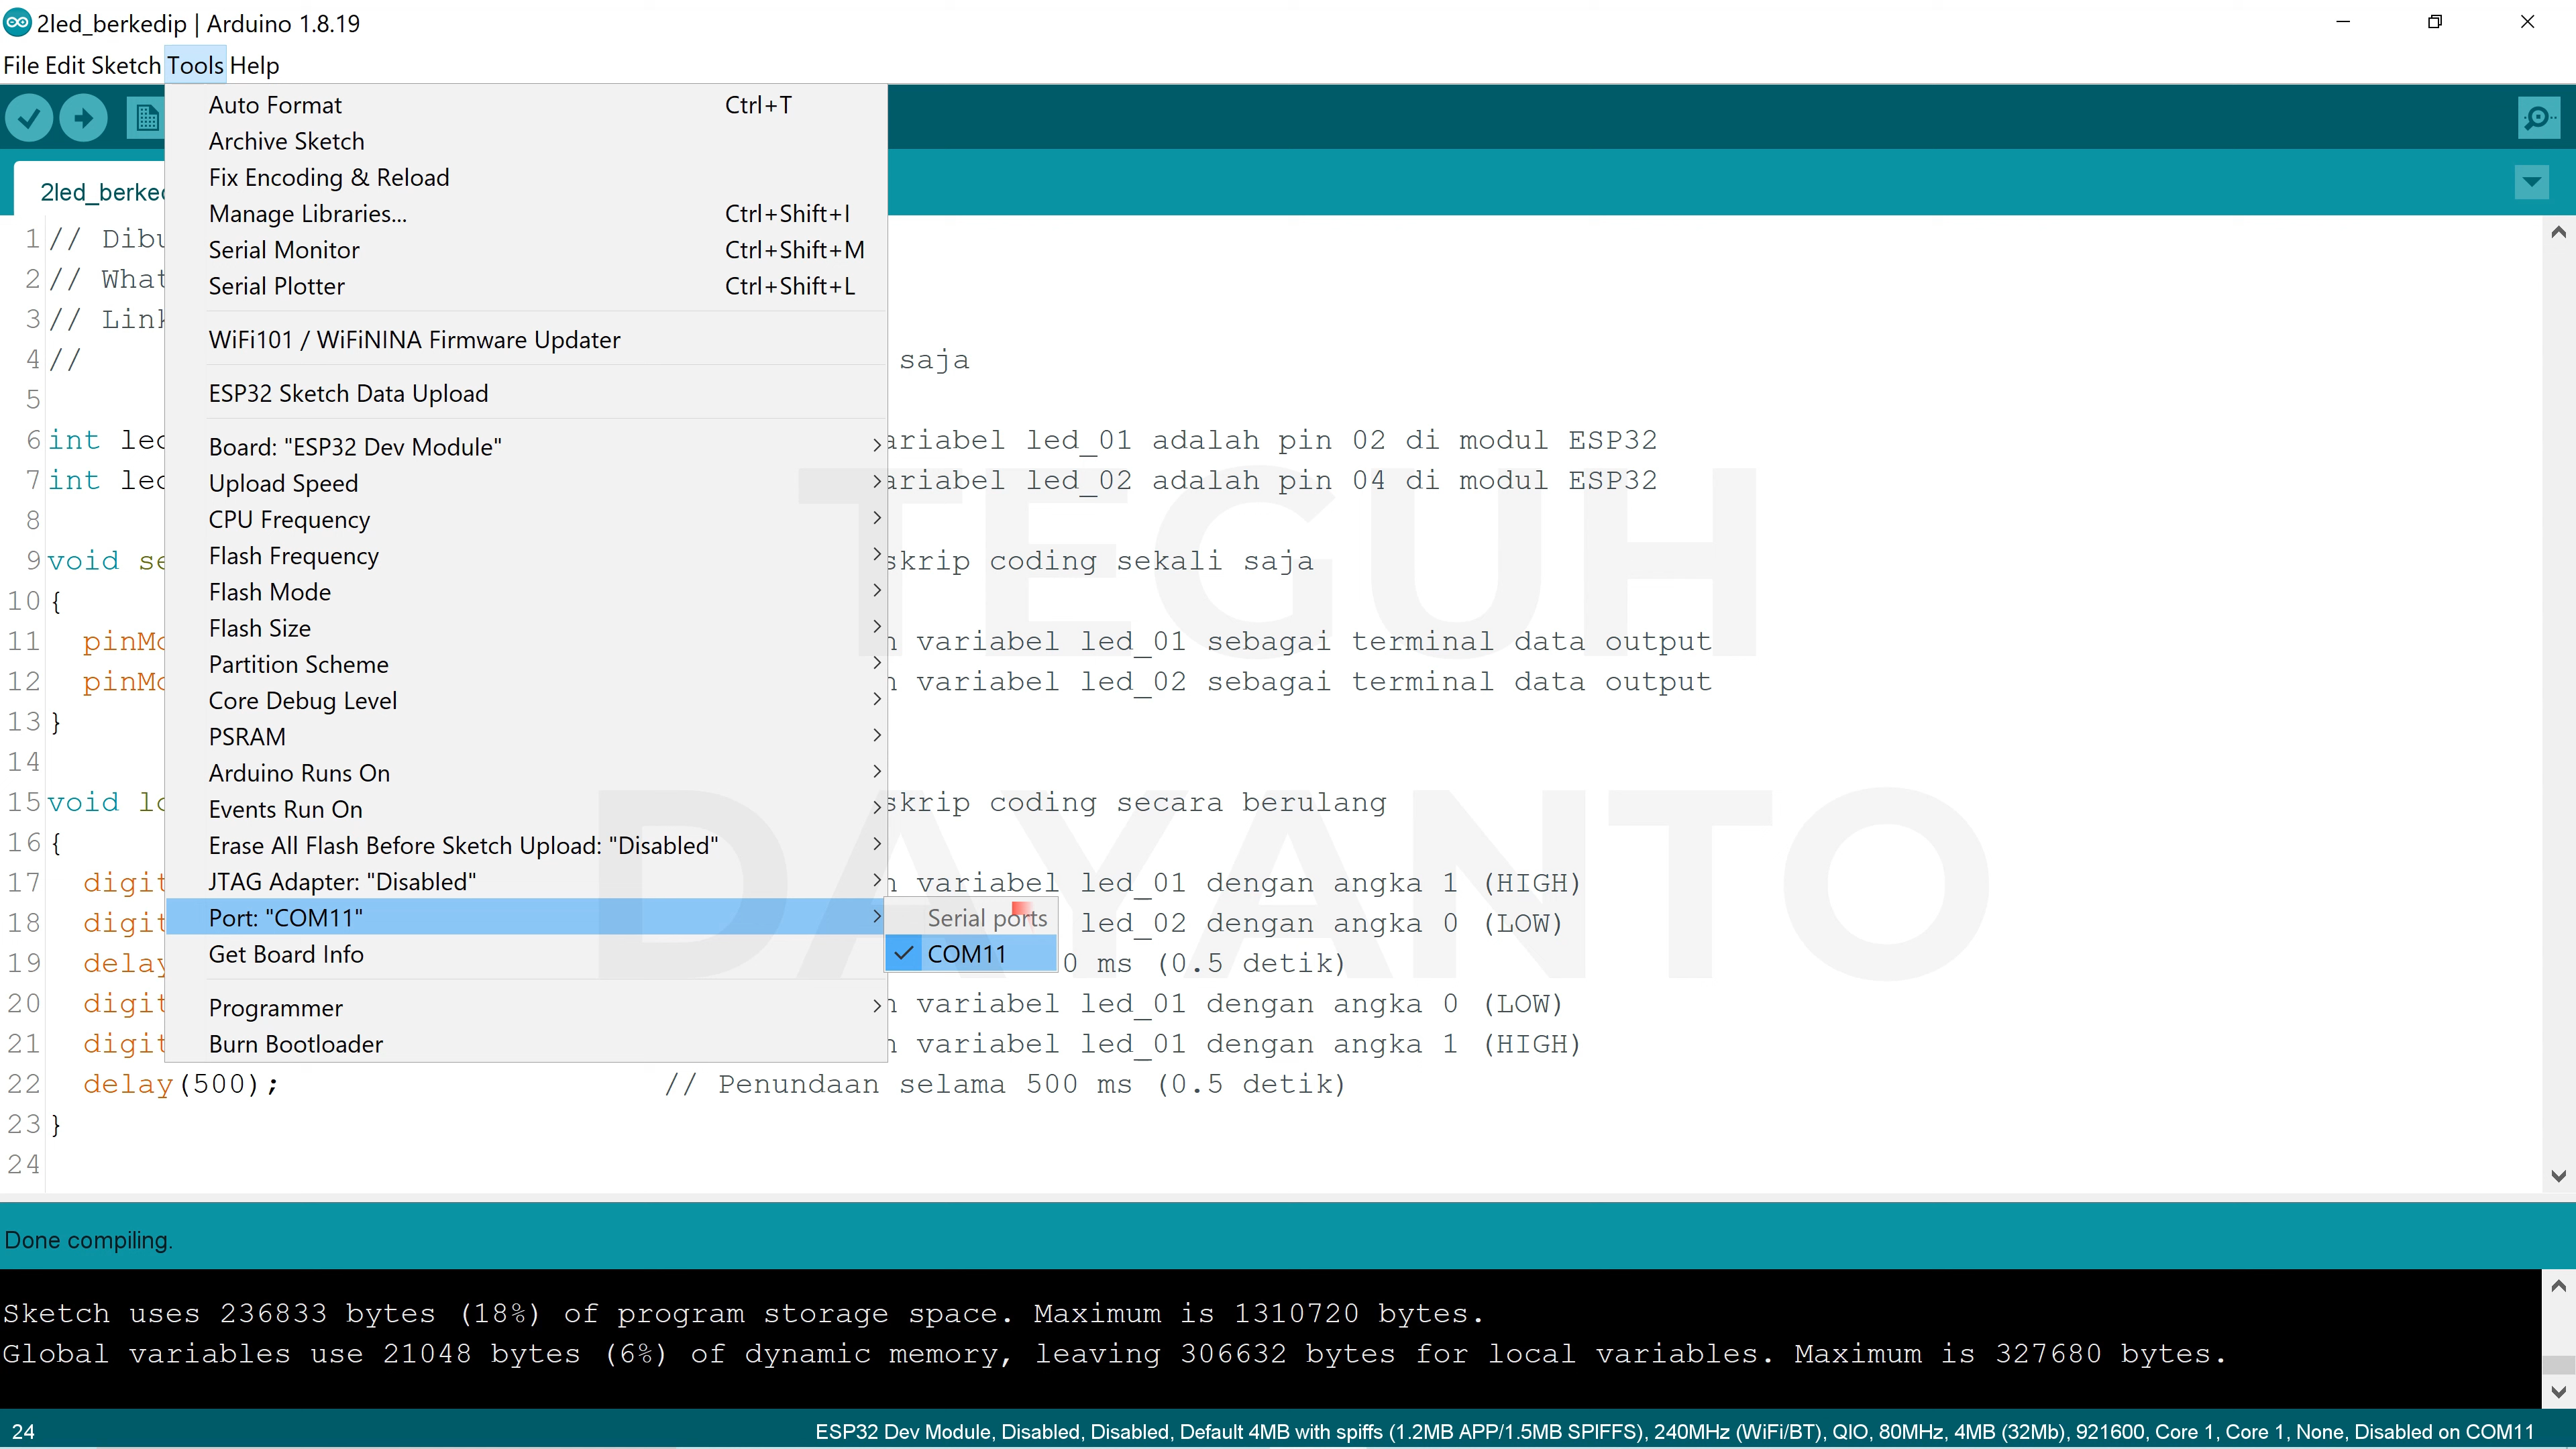 2led_berkedip | Arduino 1.8.19
File Edit Sketch Tools Help
2led_berked
Auto Format Ctrl+T
Archive Sketch
Fix Encoding & Reload
Manage Libraries... Ctrl+Shift+I
Serial Monitor Ctrl+Shift+M
Serial Plotter Ctrl+Shift+L
WiFi101 / WiFiNINA Firmware Updater
ESP32 Sketch Data Upload
Board: "ESP32 Dev Module"
Upload Speed
CPU Frequency
Flash Frequency
Flash Mode
Flash Size
Partition Scheme
Core Debug Level
PSRAM
Arduino Runs On
Events Run On
Erase All Flash Before Sketch Upload: "Disabled"
JTAG Adapter: "Disabled"
Port: "COM11"
Get Board Info
Programmer
Burn Bootloader
Serial ports
COM11
1 //
2 //
3 //
4 // saja
5
6 int ariabel led_01 adalah pin 02 di modul ESP32
7 int ariabel led_02 adalah pin 04 di modul ESP32
8
9 void skrip coding sekali saja
10 {
11 variabel led_01 sebagai terminal data output
12 variabel led_02 sebagai terminal data output
13 }
14
15 void skrip coding secara berulang
16 {
17 digit variabel led_01 dengan angka 1 (HIGH)
18 digit led_02 dengan angka 0 (LOW)
19 delay 0 ms (0.5 detik)
20 digit variabel led_01 dengan angka 0 (LOW)
21 digit variabel led_01 dengan angka 1 (HIGH)
22 delay(500); // Penundaan selama 500 ms (0.5 detik)
23 }
24
TEGUH
DAYANTO
Done compiling.
Sketch uses 236833 bytes (18%) of program storage space. Maximum is 1310720 bytes.
Global variables use 21048 bytes (6%) of dynamic memory, leaving 306632 bytes for local variables. Maximum is 327680 bytes.
24 ESP32 Dev Module, Disabled, Disabled, Default 4MB with spiffs (1.2MB APP/1.5MB SPIFFS), 240MHz (WiFi/BT), QIO, 80MHz, 4MB (32Mb), 921600, Core 1, Core 1, None, Disabled on COM11